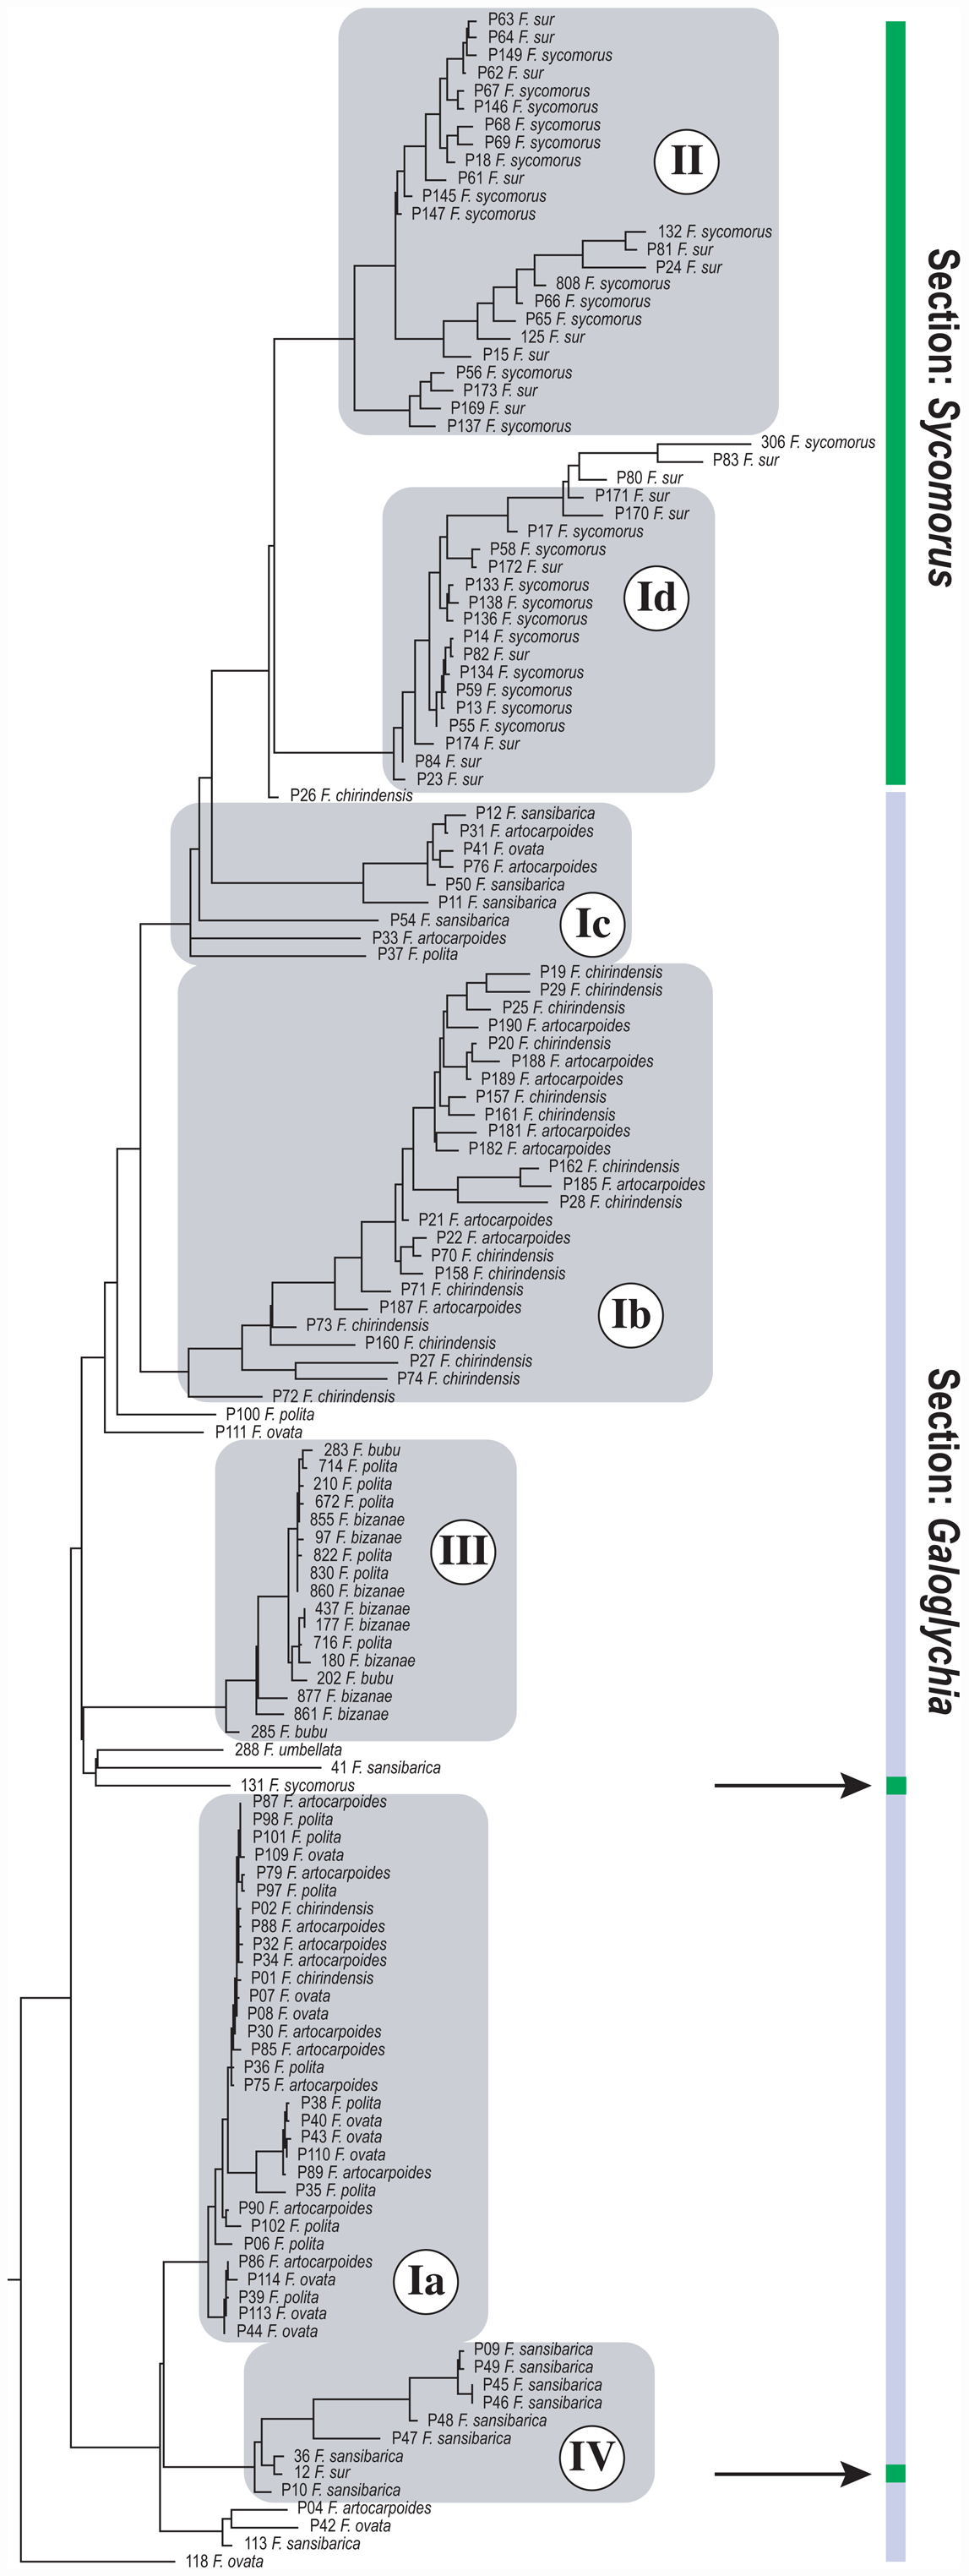 P63 F. sur
P64 F. sur
P149 F. sycomorus
P62 F. sur
P67 F. sycomorus
P146 F. sycomorus
P68 F. sycomorus
P69 F. sycomorus
P18 F. sycomorus
P61 F. sur
P145 F. sycomorus
P147 F. sycomorus
II
132 F. sycomorus
P81 F. sur
P24 F. sur
808 F. sycomorus
P66 F. sycomorus
P65 F. sycomorus
125 F. sur
P15 F. sur
P56 F. sycomorus
P173 F. sur
P169 F. sur
P137 F. sycomorus
Section: Sycomorus
306 F. sycomorus
P83 F. sur
P80 F. sur
P171 F. sur
P170 F. sur
P17 F. sycomorus
P58 F. sycomorus
P172 F. sur
P133 F. sycomorus
P138 F. sycomorus
P136 F. sycomorus
Id
P14 F. sycomorus
P82 F. sur
P134 F. sycomorus
P59 F. sycomorus
P13 F. sycomorus
P55 F. sycomorus
P174 F. sur
P84 F. sur
P23 F. sur
P26 F. chirindensis
P12 F. sansibarica
P31 F. artocarpoides
P41 F. ovata
P76 F. artocarpoides
P50 F. sansibarica
P11 F. sansibarica
P54 F. sansibarica
Ic
P33 F. artocarpoides
P37 F. polita
P19 F. chirindensis
P29 F. chirindensis
P25 F. chirindensis
P190 F. artocarpoides
P20 F. chirindensis
P188 F. artocarpoides
P189 F. artocarpoides
P157 F. chirindensis
P161 F. chirindensis
P181 F. artocarpoides
P182 F. artocarpoides
P162 F. chirindensis
P185 F. artocarpoides
P28 F. chirindensis
P21 F. artocarpoides
P22 F. artocarpoides
P70 F. chirindensis
P158 F. chirindensis
P71 F. chirindensis
P187 F. artocarpoides
Ib
P73 F. chirindensis
P160 F. chirindensis
P27 F. chirindensis
P74 F. chirindensis
P72 F. chirindensis
P100 F. polita
P111 F. ovata
Section: Galoglychia
283 F. bubu
714 F. polita
210 F. polita
672 F. polita
855 F. bizanae
97 F. bizanae
822 F. polita
III
830 F. polita
860 F. bizanae
437 F. bizanae
177 F. bizanae
716 F. polita
180 F. bizanae
202 F. bubu
877 F. bizanae
861 F. bizanae
285 F. bubu
288 F. umbellata
41 F. sansibarica
131 F. sycomorus
P87 F. artocarpoides
P98 F. polita
P101 F. polita
P109 F. ovata
P79 F. artocarpoides
P97 F. polita
P02 F. chirindensis
P88 F. artocarpoides
P32 F. artocarpoides
P34 F. artocarpoides
P01 F. chirindensis
P07 F. ovata
P08 F. ovata
P30 F. artocarpoides
P85 F. artocarpoides
P36 F. polita
P75 F. artocarpoides
P38 F. polita
P40 F. ovata
P43 F. ovata
P110 F. ovata
P89 F. artocarpoides
P35 F. polita
P90 F. artocarpoides
P102 F. polita
P06 F. polita
P86 F. artocarpoides
P114 F. ovata
Ia
P39 F. polita
P113 F. ovata
P44 F. ovata
P09 F. sansibarica
P49 F. sansibarica
P45 F. sansibarica
P46 F. sansibarica
P48 F. sansibarica
P47 F. sansibarica
36 F. sansibarica
IV
12 F. sur
P10 F. sansibarica
P04 F. artocarpoides
P42 F. ovata
113 F. sansibarica
118 F. ovata